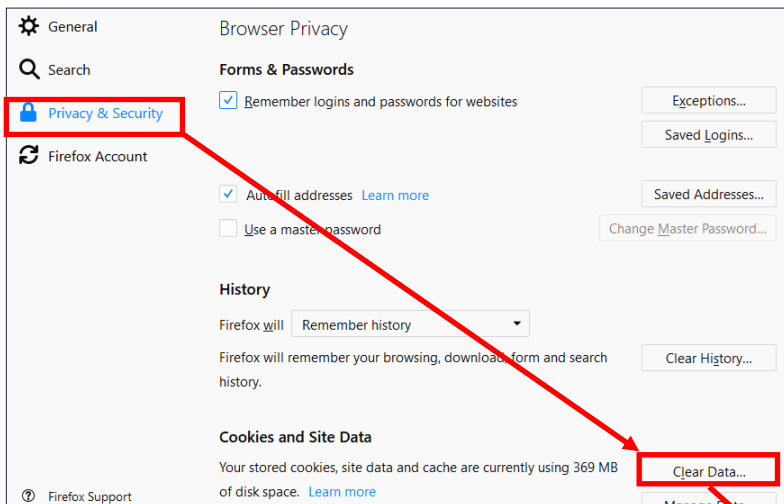 General
Search
Privacy & Security
Firefox Account
Firefox Support
Browser Privacy
Forms & Passwords
Remember logins and passwords for websites
Exceptions...
Saved Logins...
Autofill addresses Learn more
Saved Addresses...
Use a master password
Change Master Password...
History
Firefox will Remember history
Firefox will remember your browsing, download, form and search
history.
Clear History...
Cookies and Site Data
Your stored cookies, site data and cache are currently using 369 MB
of disk space. Learn more
Clear Data...